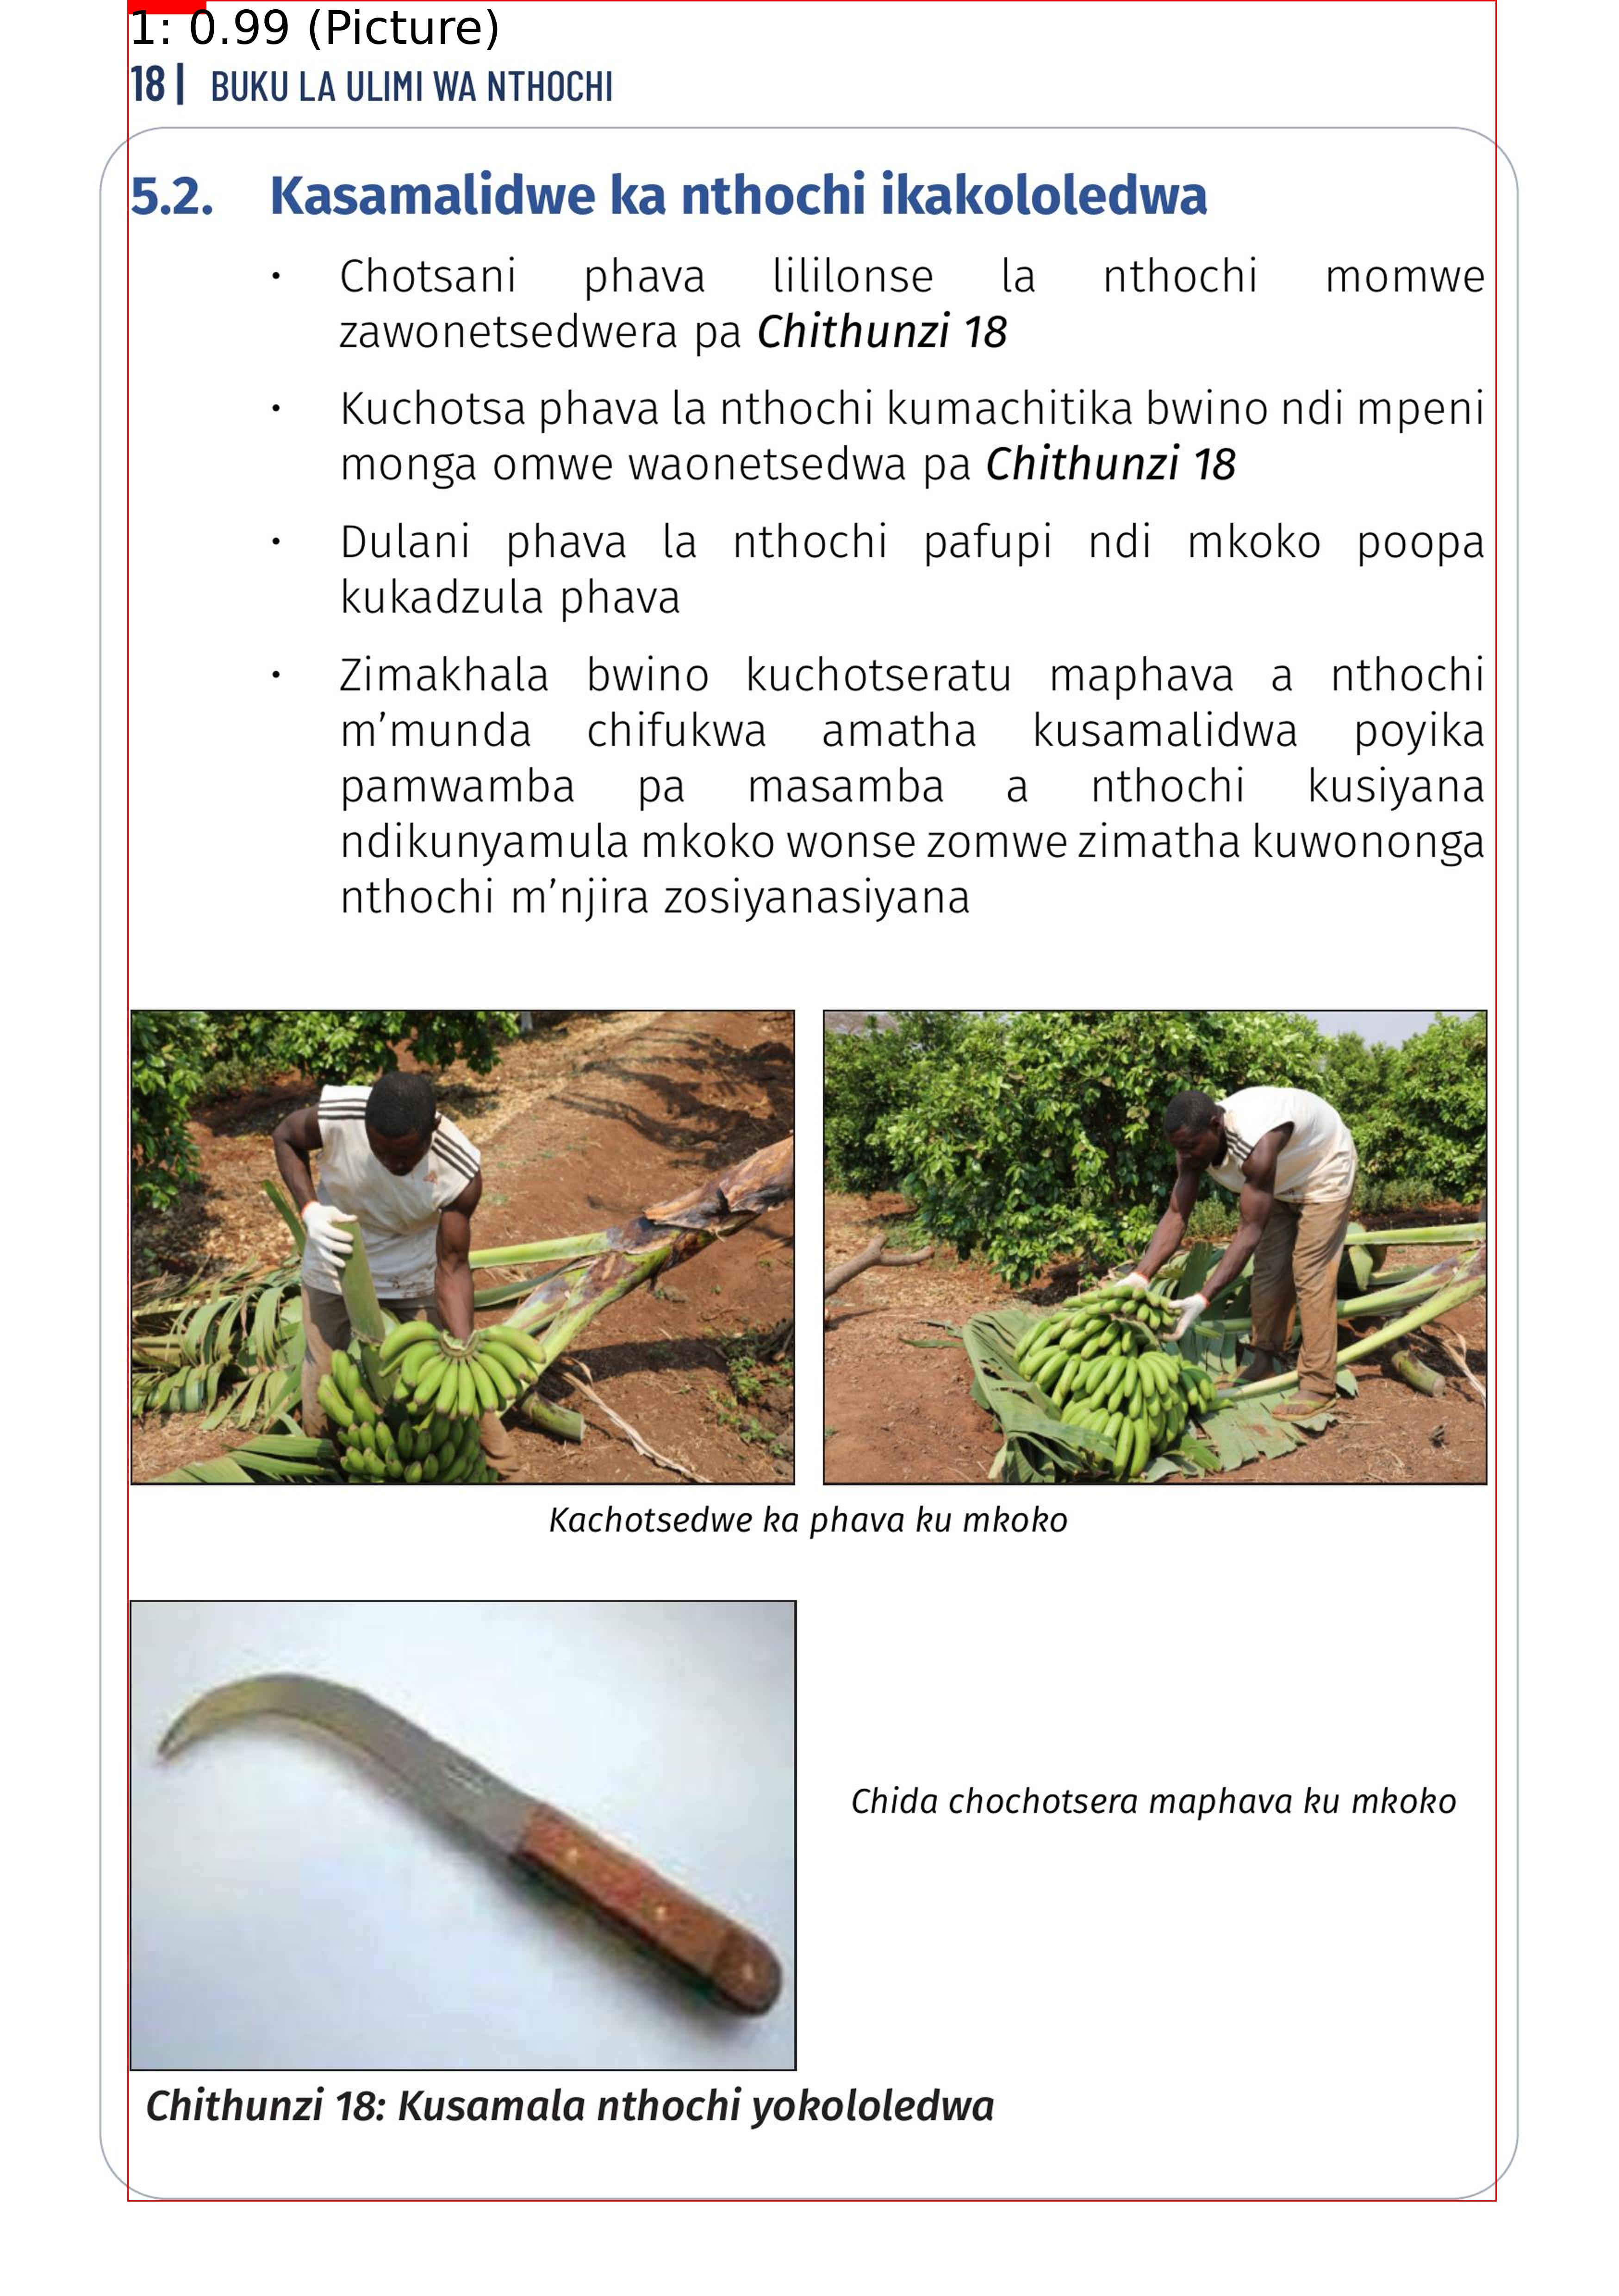 1: 0.99 (Picture)
18 | BUKU LA ULIMI WA NTHOCHI
5.2. Kasamalidwe ka nthochi ikakololedwa
• Chotsani phava lililonse la nthochi momwe
zawonetsedwera pa Chithunzi 18
• Kuchotsa phava la nthochi kumachitika bwino ndi mpeni
monga omwe waonetsedwa pa Chithunzi 18
• Dulani phava la nthochi pafupi ndi mkoko poopa
kukadzula phava
• Zimakhala bwino kuchotseratu maphava a nthochi
m’munda chifukwa amatha kusamalidwa poyika
pamwamba pa masamba a nthochi kusiyana
ndikunyamula mkoko wonse zomwe zimatha kuwononga
nthochi m’njira zosiyanasiyana
Kachotsedwe ka phava ku mkoko
Chida chochotsera maphava ku mkoko
Chithunzi 18: Kusamala nthochi yokololedwa